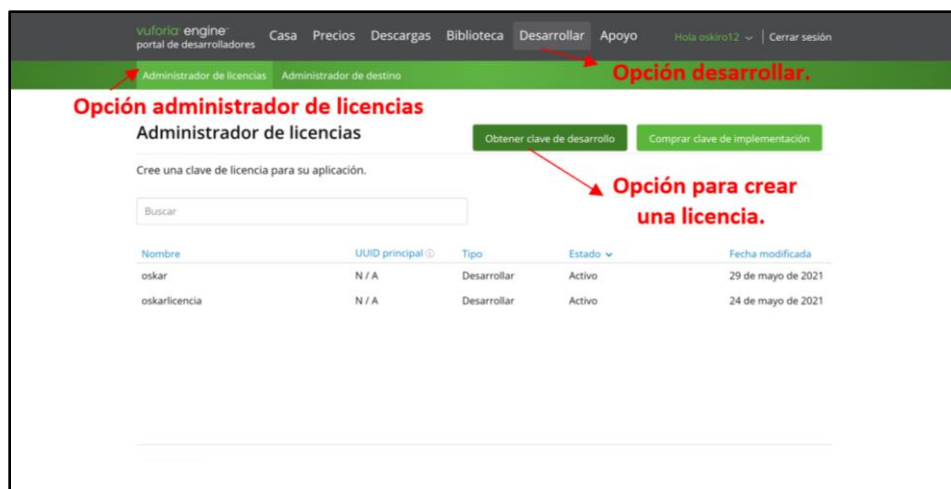 vuforia engine
portal de desarrolladores
Casa Precios Descargas Biblioteca Desarrollar Apoyo Hola oskiro12 Cerrar sesión
Administrador de licencias Administrador de destino
Opción desarrollar.
Opción administrador de licencias
Administrador de licencias
Obtener clave de desarrollo Comprar clave de implementación
Cree una clave de licencia para su aplicación.
Opción para crear
una licencia.
Buscar
Nombre UUID principal Tipo Estado Fecha modificada
oskar N / A Desarrollar Activo 29 de mayo de 2021
oskarlicencia N / A Desarrollar Activo 24 de mayo de 2021